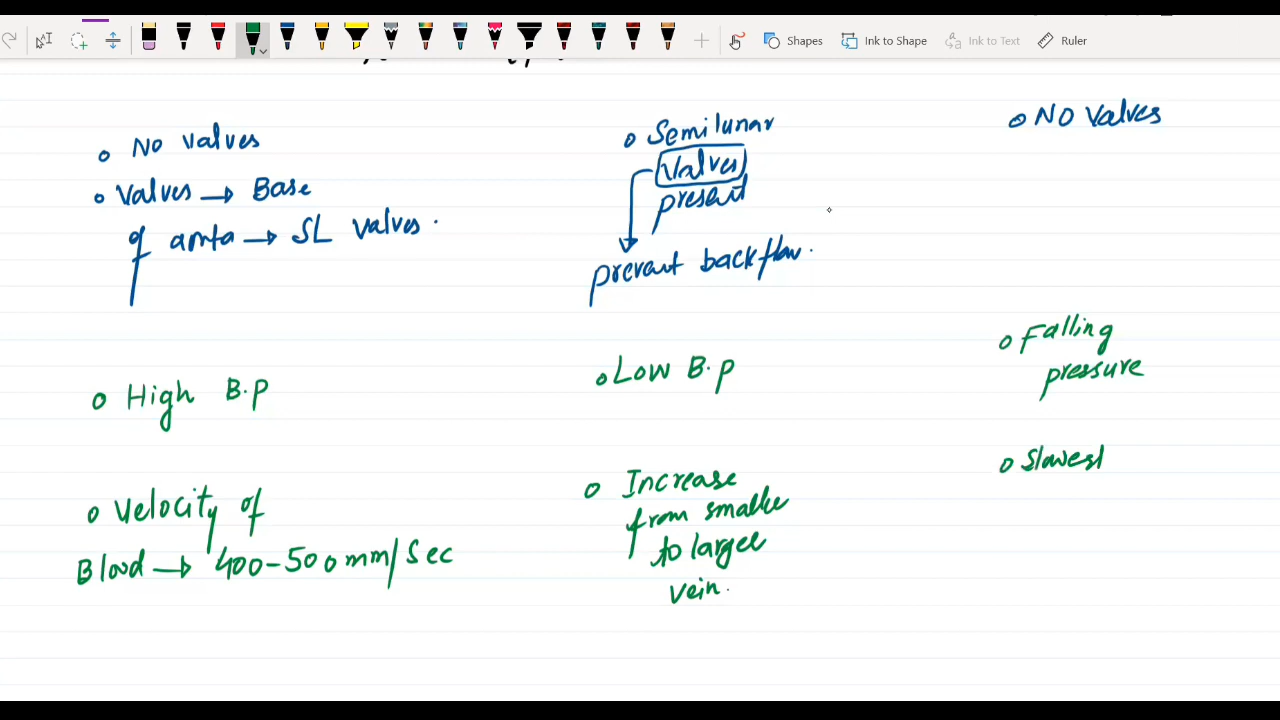 Shapes
Ink to Shape
Ink to Text
Ruler
No valves
Valves → Base
of aorta → SL valves.
High B.P
Velocity of
Blood → 400-500mm/sec
Semilunar
Valves
present
prevent backflow.
Low B.P
Increase
from smaller
to larger
vein.
No valves
Falling
pressure
Slowest